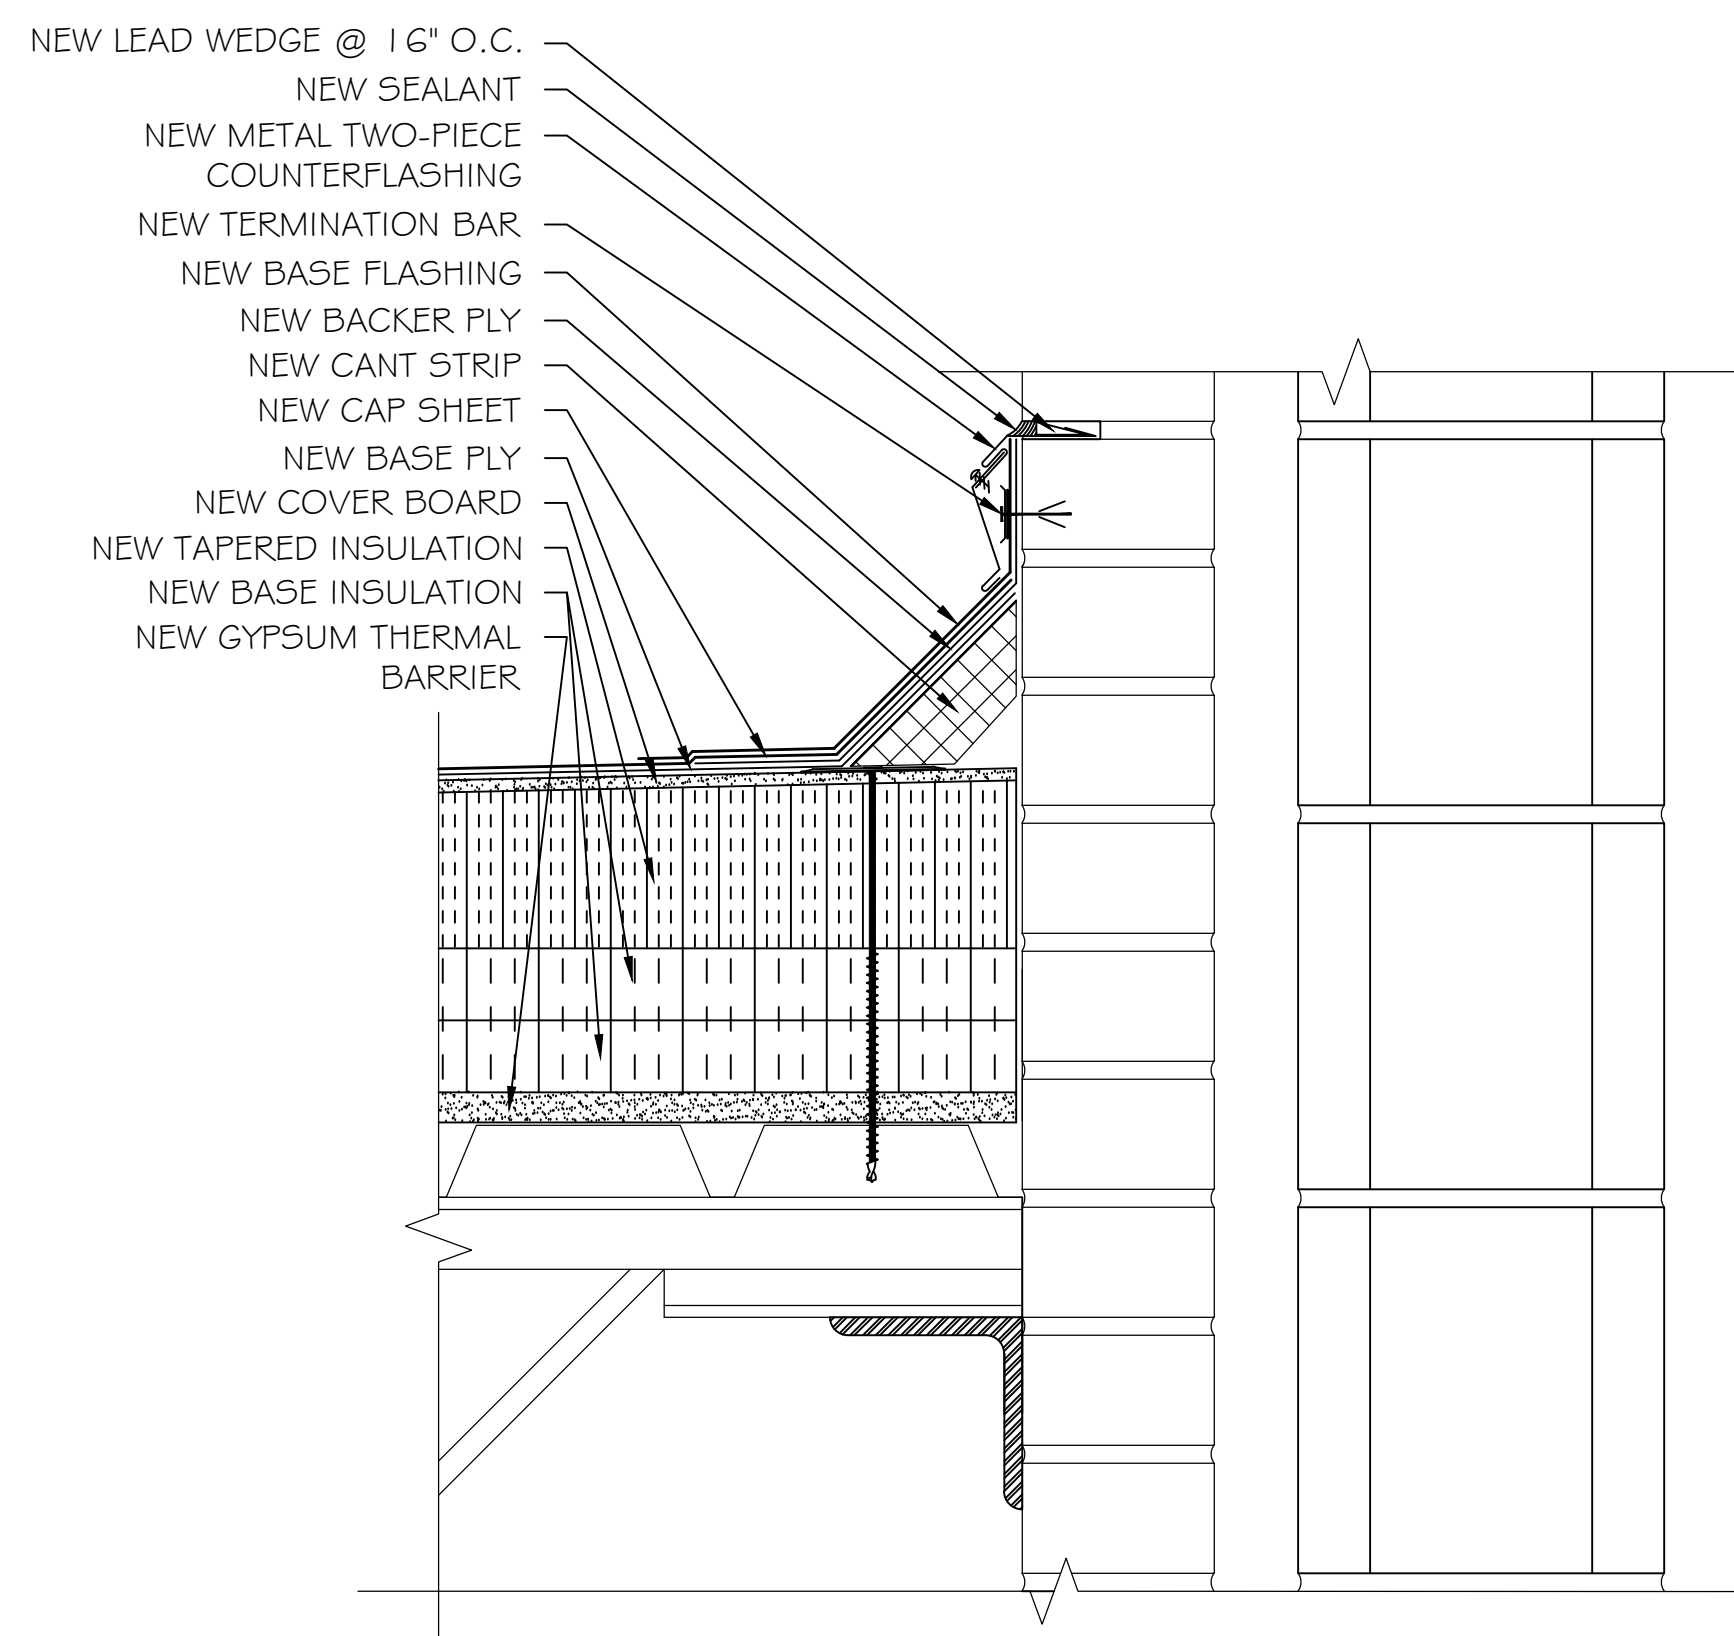 NEW LEAD WEDGE @ 16" O.C.
NEW SEALANT
NEW METAL TWO-PIECE
COUNTERFLASHING
NEW TERMINATION BAR
NEW BASE FLASHING
NEW BACKER PLY
NEW CANT STRIP
NEW CAP SHEET
NEW BASE PLY
NEW COVER BOARD
NEW TAPERED INSULATION
NEW BASE INSULATION
NEW GYPSUM THERMAL
BARRIER